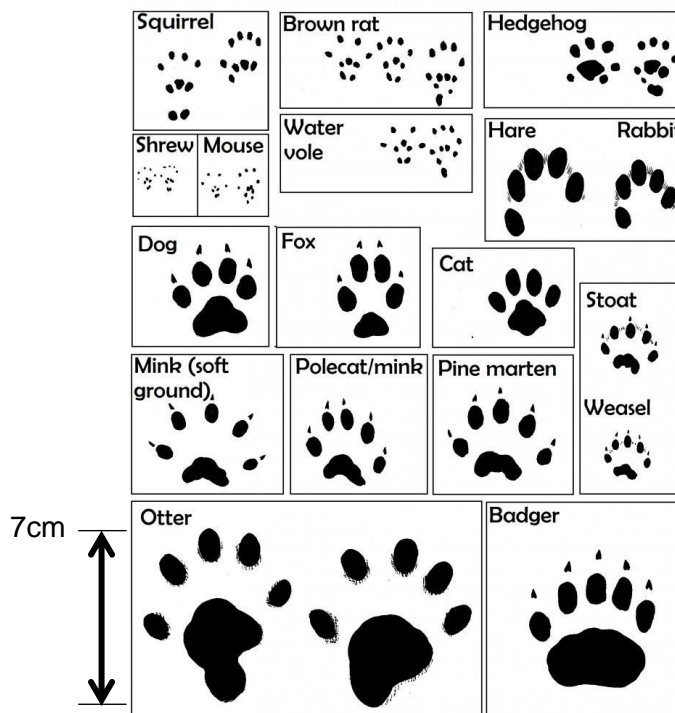 Squirrel
Brown rat
Hedgehog
Shrew
Mouse
Water
vole
Hare
Rabbit
Dog
Fox
Cat
Stoat
Mink (soft
ground)
Polecat/mink
Pine marten
Weasel
7cm
Otter
Badger